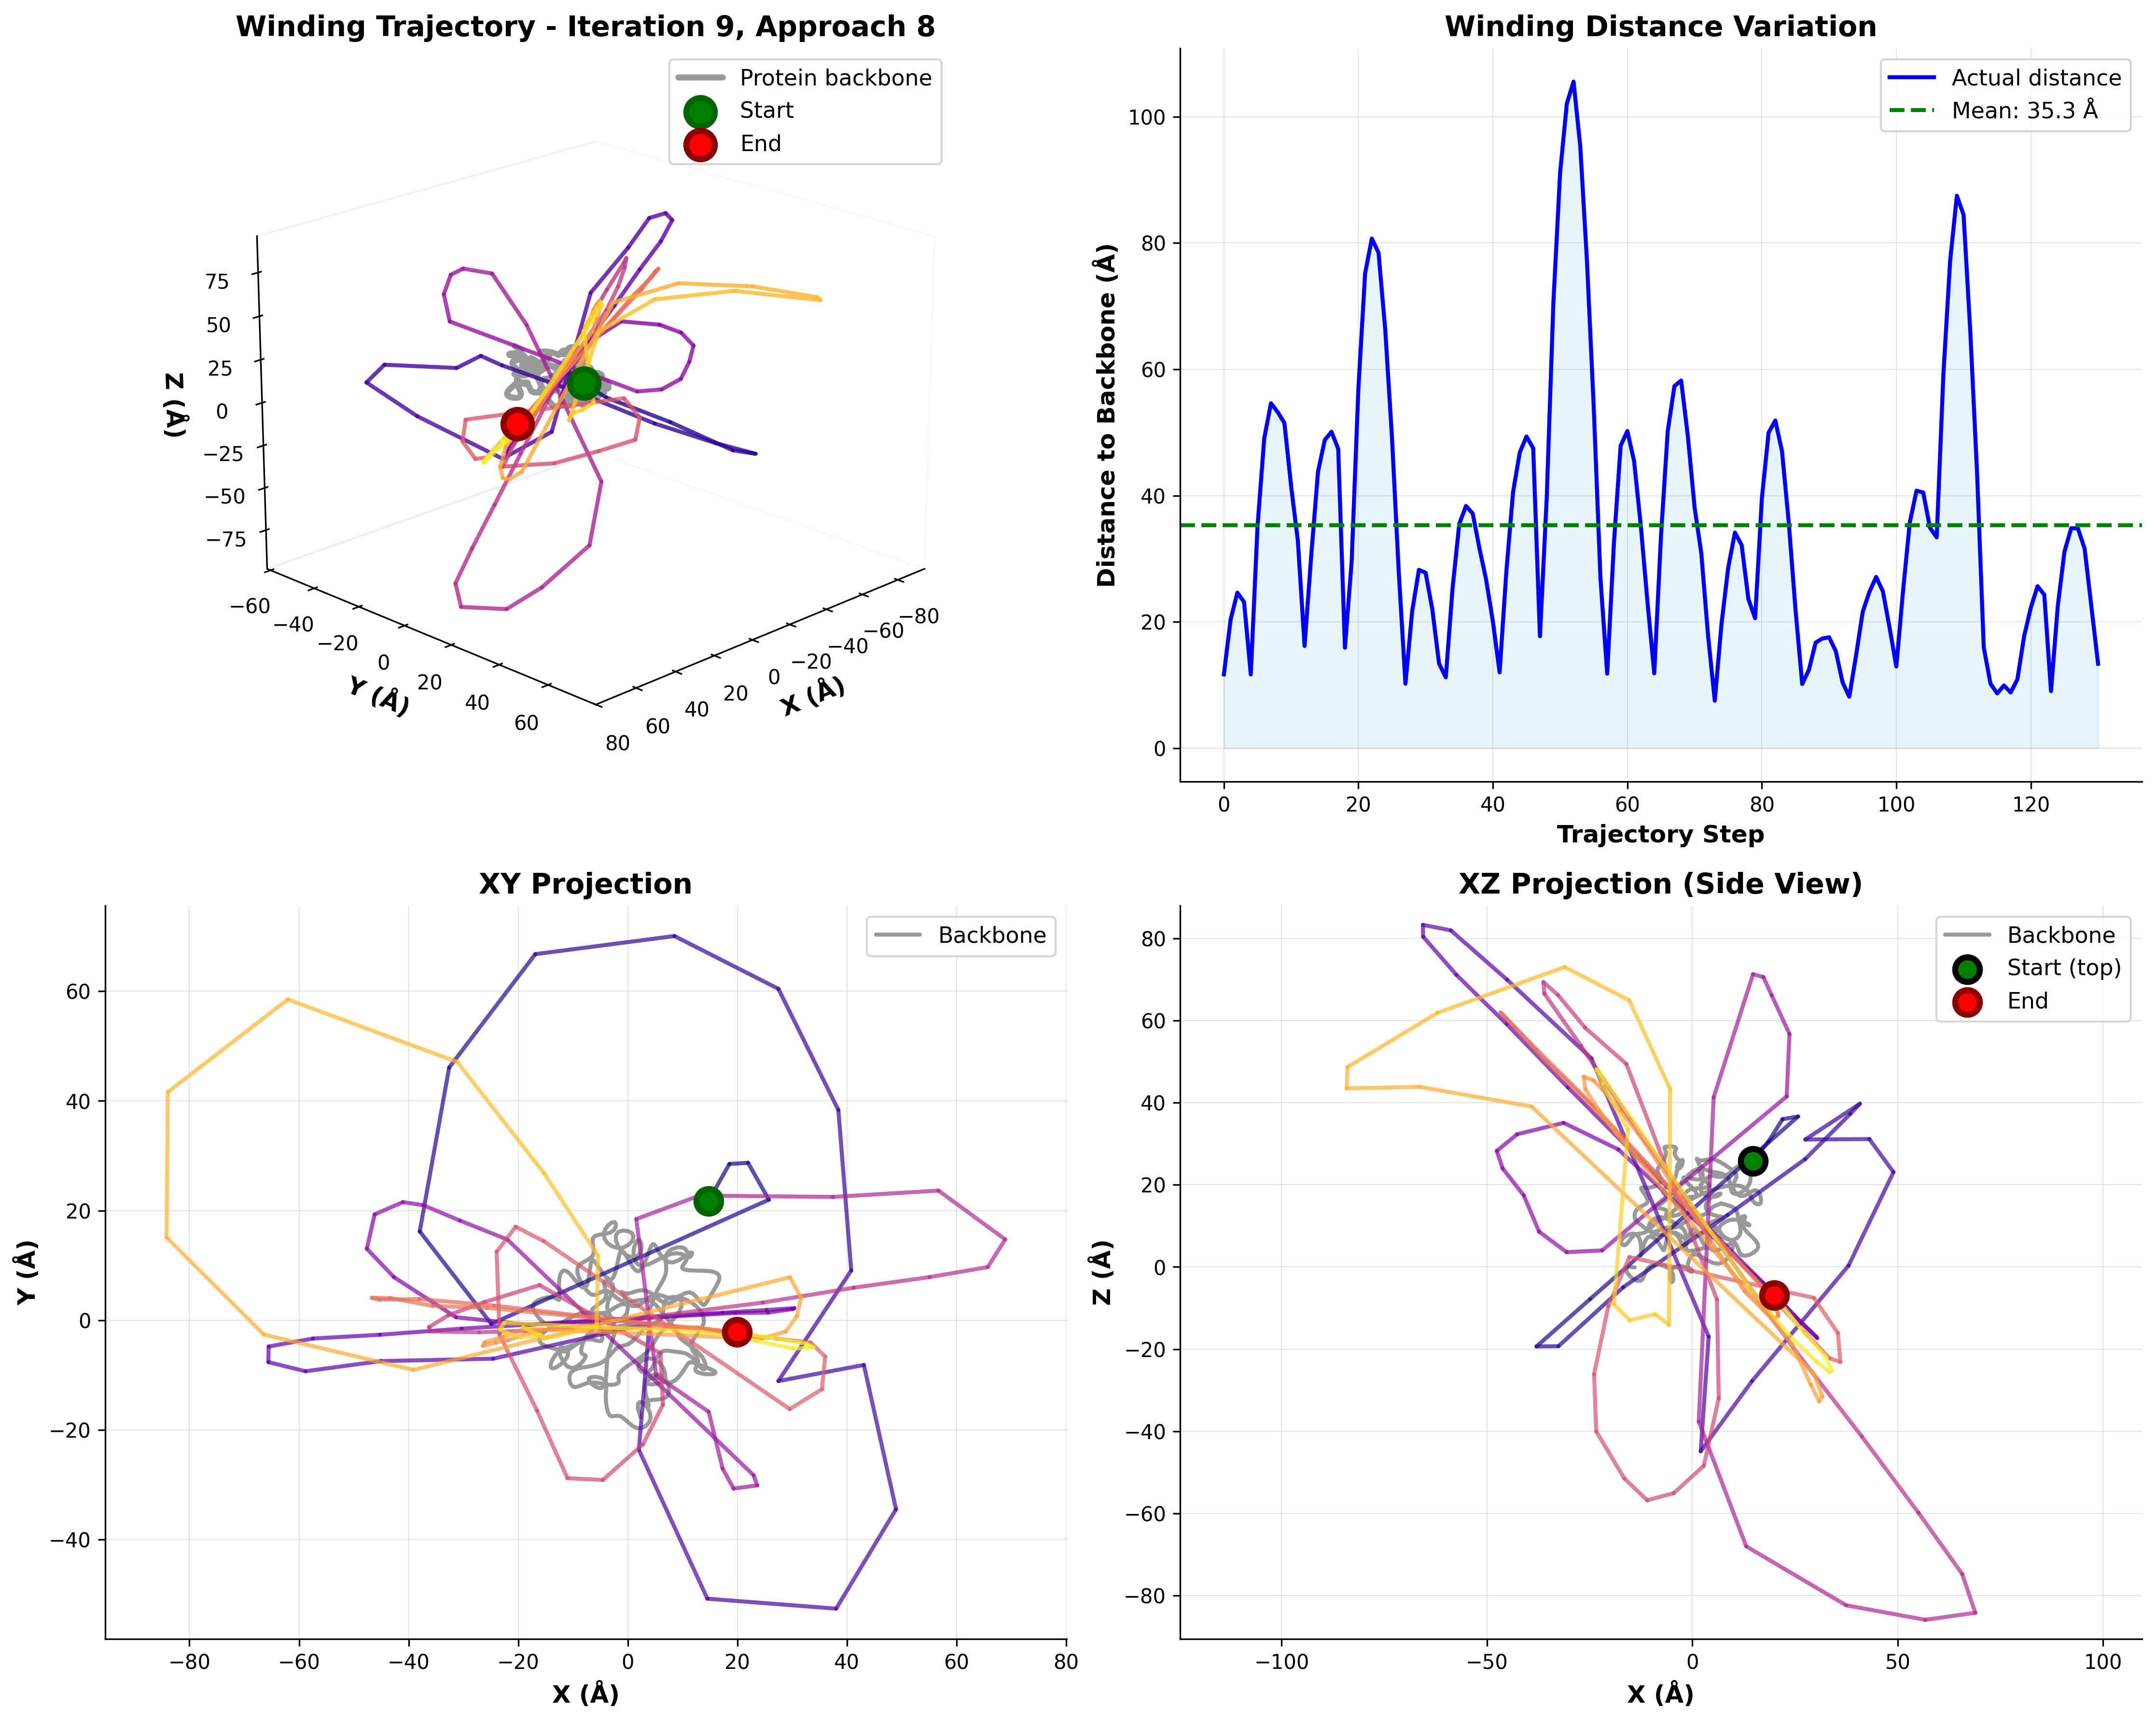 Winding Trajectory - Iteration 9, Approach 8
Protein backbone
Start
End
75
50
25
0
−25
−50
−75
Z (Å)
−60
−40
−20
0
20
40
60
Y (Å)
80
60
40
20
0
−20
−40
−60
−80
X (Å)
Winding Distance Variation
Actual distance
Mean: 35.3 Å
100
80
60
40
20
0
Distance to Backbone (Å)
0
20
40
60
80
100
120
Trajectory Step
XY Projection
Backbone
60
40
20
0
−20
−40
Y (Å)
−80
−60
−40
−20
0
20
40
60
80
X (Å)
XZ Projection (Side View)
Backbone
Start (top)
End
80
60
40
20
0
−20
−40
−60
−80
Z (Å)
−100
−50
0
50
100
X (Å)